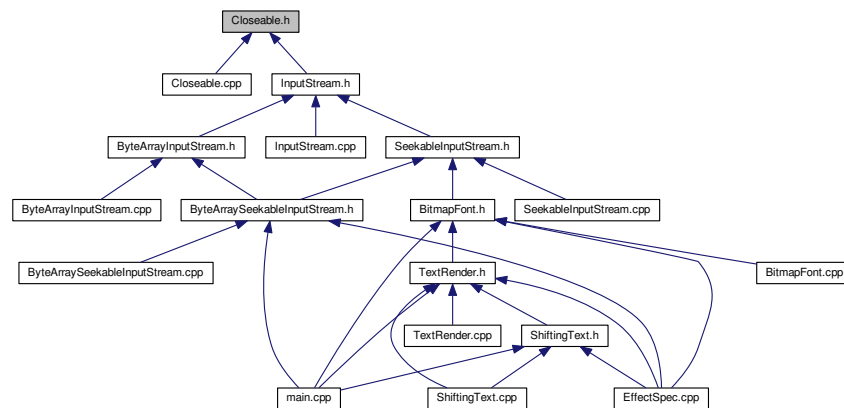 Closeable.h
Closeable.cpp
InputStream.h
ByteArrayInputStream.h
InputStream.cpp
SeekableInputStream.h
ByteArrayInputStream.cpp
ByteArraySeekableInputStream.h
BitmapFont.h
SeekableInputStream.cpp
ByteArraySeekableInputStream.cpp
TextRender.h
BitmapFont.cpp
TextRender.cpp
ShiftingText.h
main.cpp
ShiftingText.cpp
EffectSpec.cpp